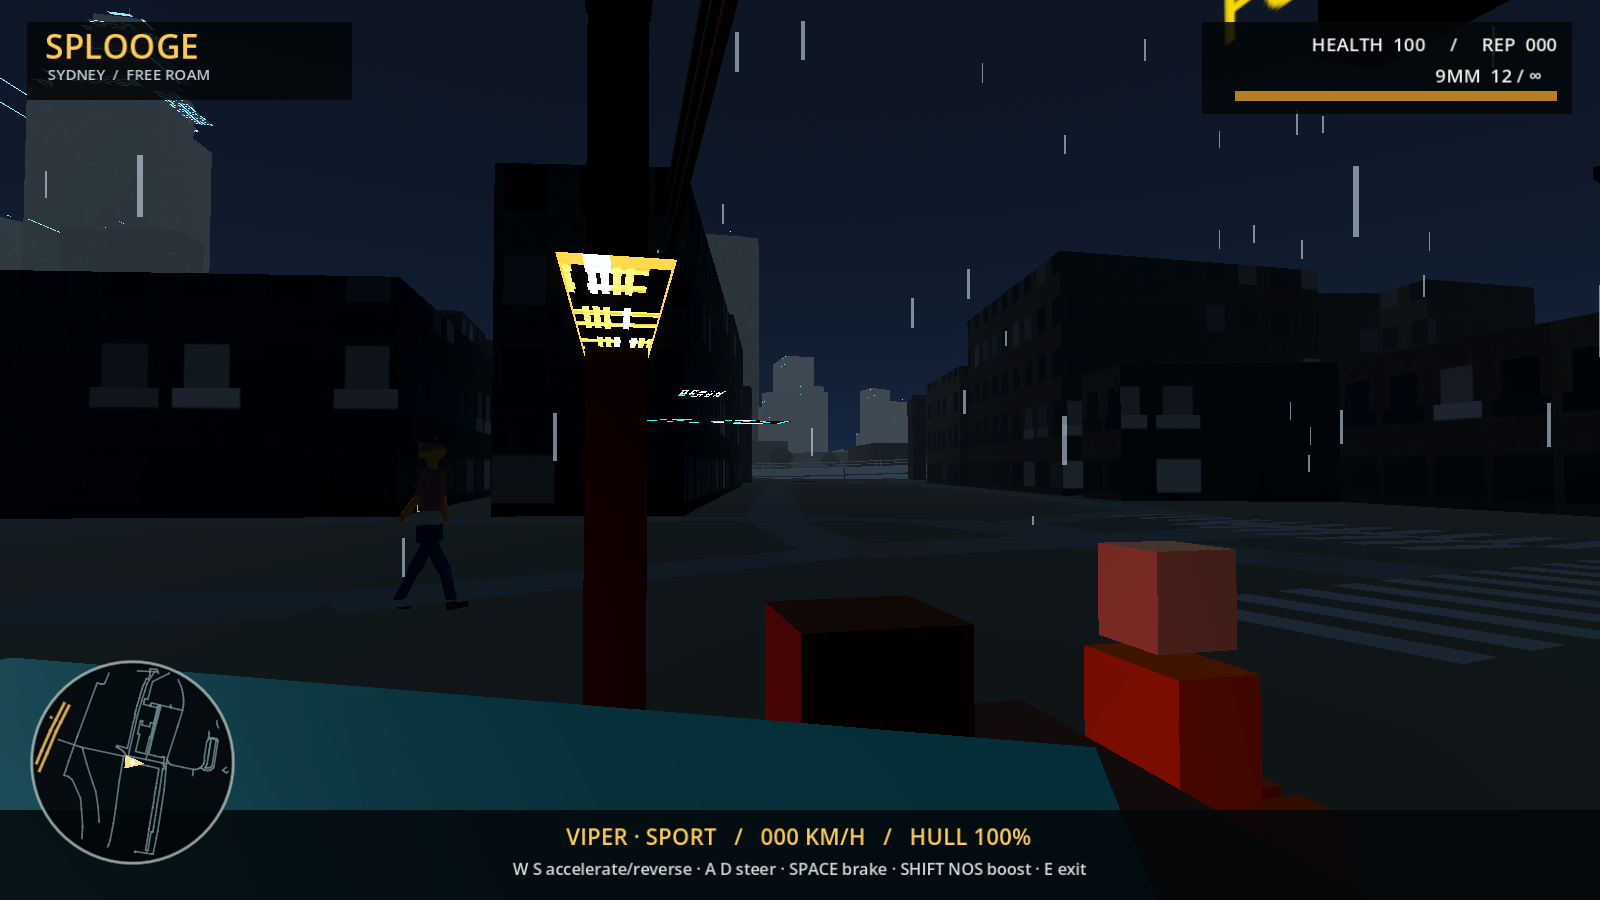 SPLOOGE
SYDNEY / FREE ROAM
HEALTH 100 / REP 000
9MM 12 / ∞
VIPER · SPORT / 000 KM/H / HULL 100%
W S accelerate/reverse · A D steer · SPACE brake · SHIFT NOS boost · E exit